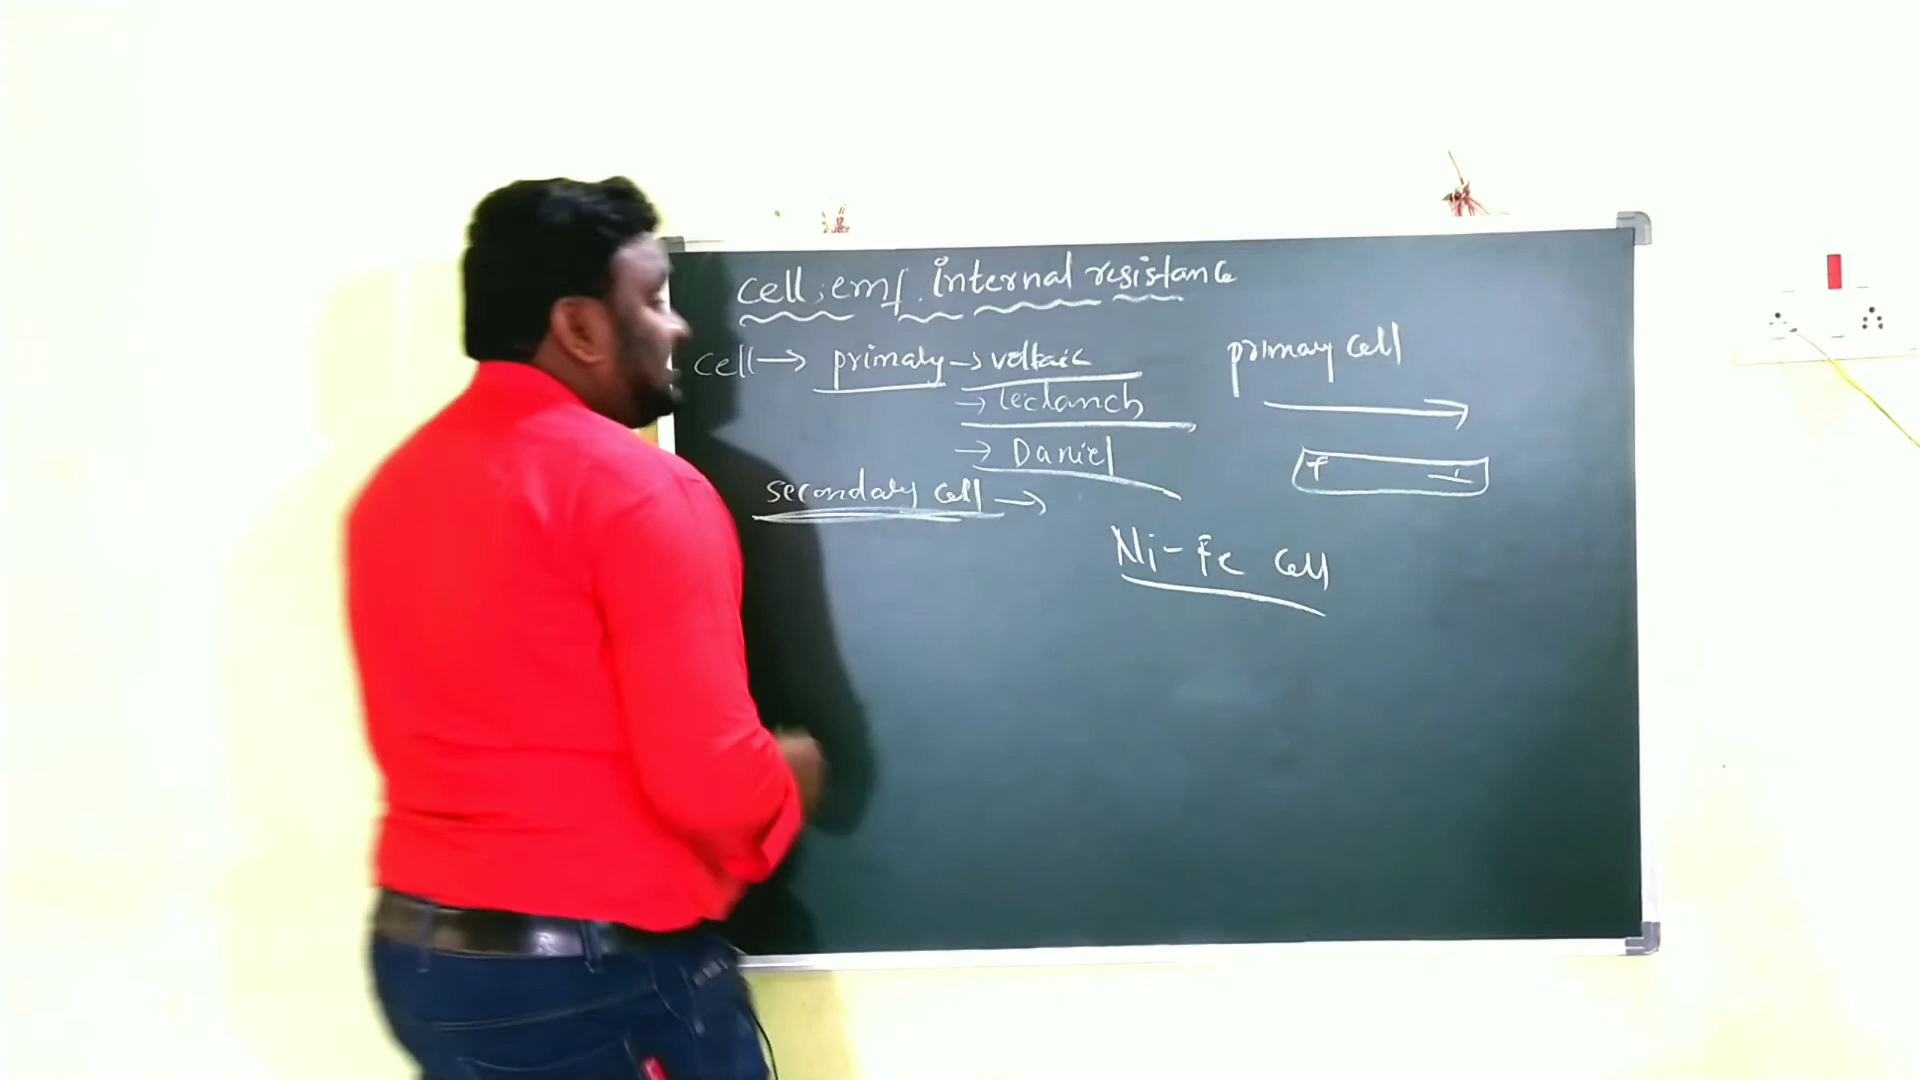 cell, emf, internal resistance
cell → primary → voltaic
→ leclanch
→ Daniel
secondary cell →
primary cell
+ -
Ni-Fe cell